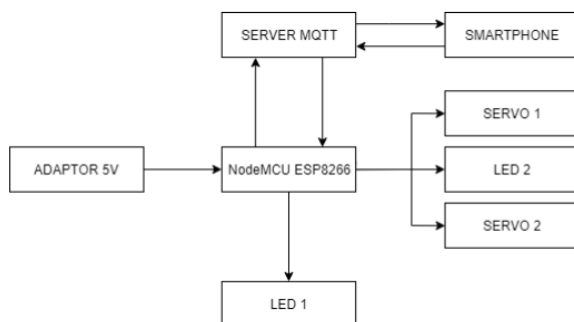 SERVER MQTT
SMARTPHONE
SERVO 1
ADAPTOR 5V
NodeMCU ESP8266
LED 2
SERVO 2
LED 1